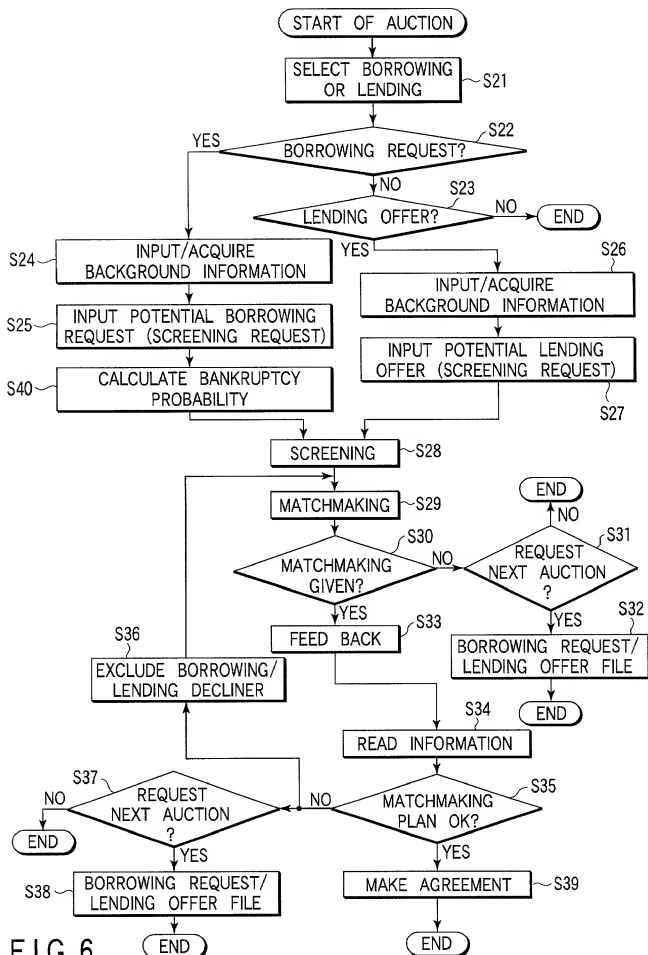 START OF AUCTION
SELECT BORROWING
OR LENDING
S21
S22
YES
BORROWING REQUEST?
NO
S23
LENDING OFFER?
NO
END
YES
S24
INPUT/ACQUIRE
BACKGROUND INFORMATION
S26
INPUT/ACQUIRE
BACKGROUND INFORMATION
S25
INPUT POTENTIAL BORROWING
REQUEST (SCREENING REQUEST)
INPUT POTENTIAL LENDING
OFFER (SCREENING REQUEST)
S27
S40
CALCULATE BANKRUPTCY
PROBABILITY
SCREENING
S28
MATCHMAKING
S29
END
NO
S30
MATCHMAKING
GIVEN?
NO
S31
REQUEST
NEXT AUCTION
?
YES
YES
S32
FEED BACK
S33
BORROWING REQUEST/
LENDING OFFER FILE
END
S36
EXCLUDE BORROWING/
LENDING DECLINER
S34
READ INFORMATION
S35
MATCHMAKING
PLAN OK?
NO
S37
REQUEST
NEXT AUCTION
?
NO
END
YES
YES
S38
BORROWING REQUEST/
LENDING OFFER FILE
MAKE AGREEMENT
S39
END
END
FIG.6